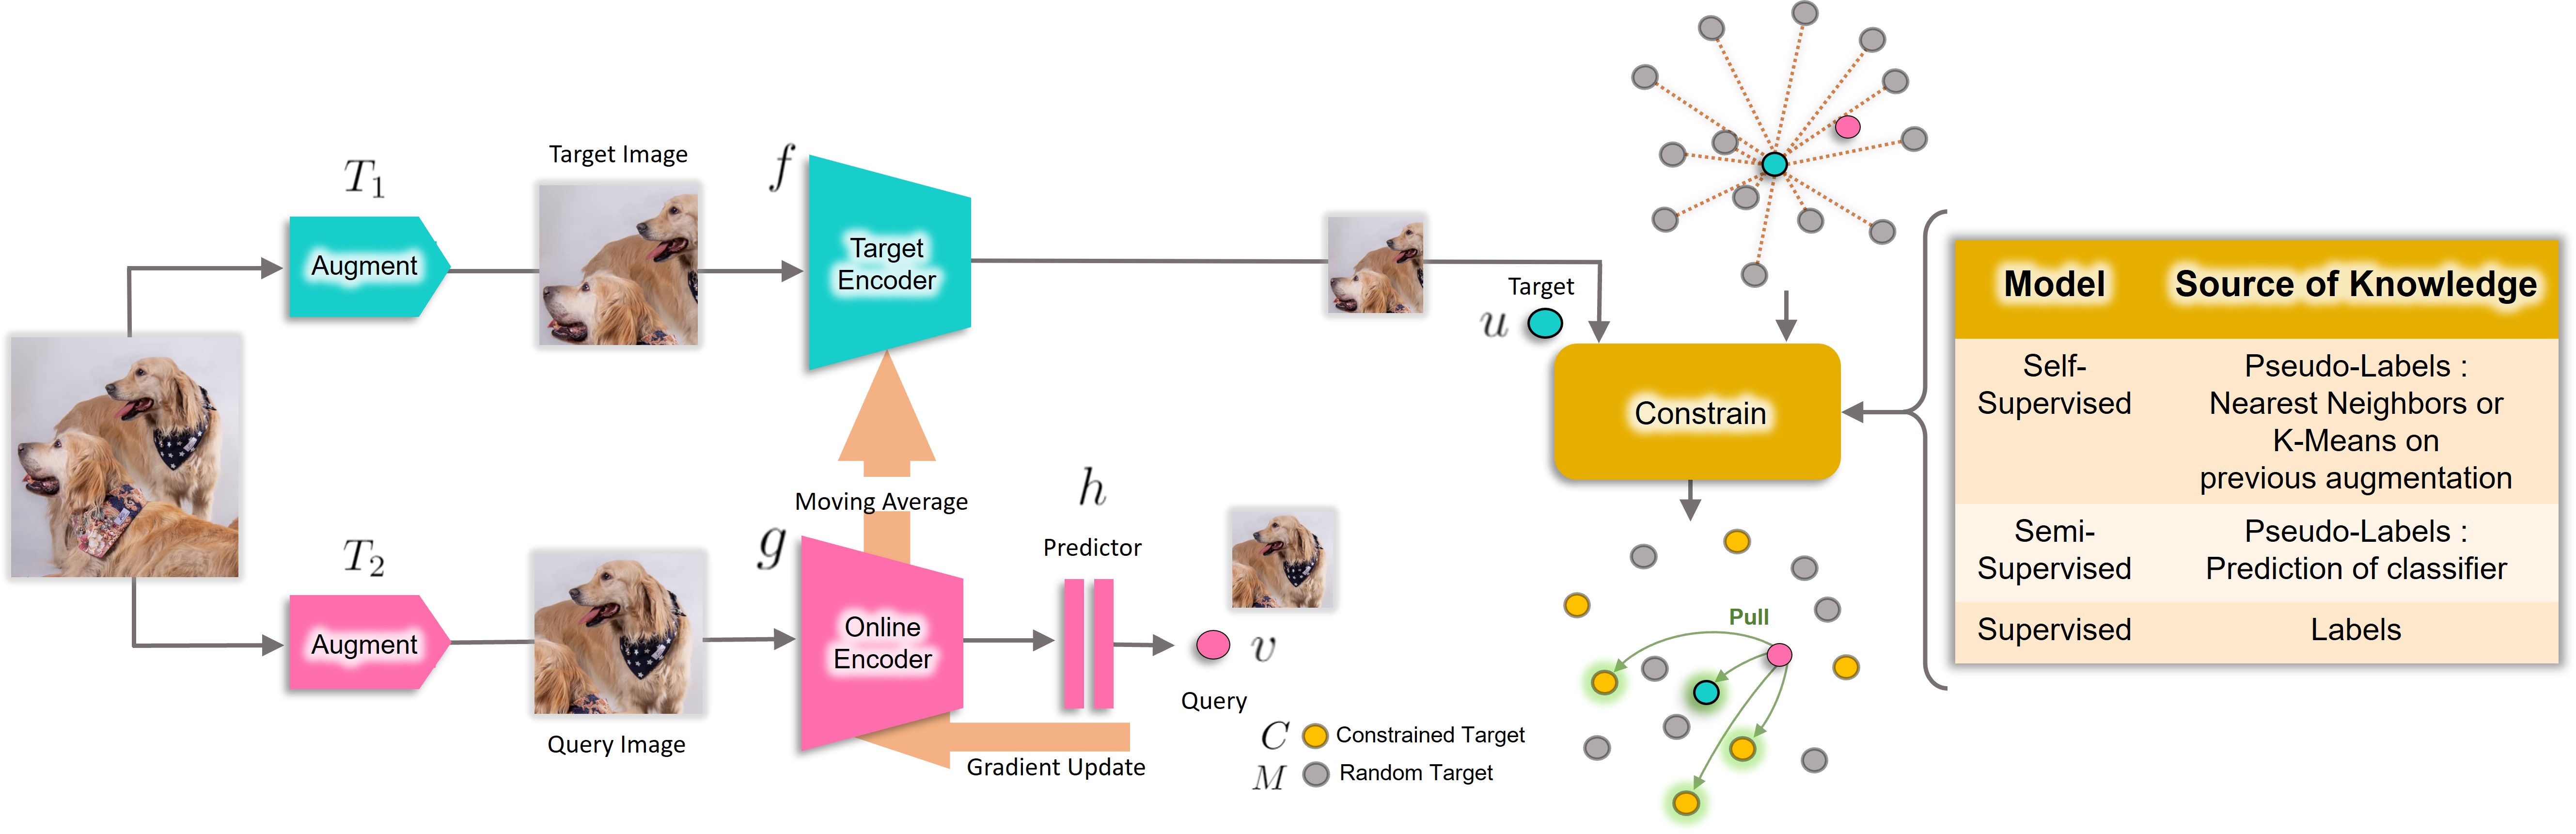 T1
Augment
Target Image
f
Target
Encoder
Target
u
Constrain
Model
Source of Knowledge
Self-
Supervised
Pseudo-Labels :
Nearest Neighbors or
K-Means on
previous augmentation
Semi-
Supervised
Pseudo-Labels :
Prediction of classifier
Supervised
Labels
Moving Average
T2
Augment
Query Image
g
Online
Encoder
h
Predictor
v
Query
Gradient Update
C
Constrained Target
M
Random Target
Pull